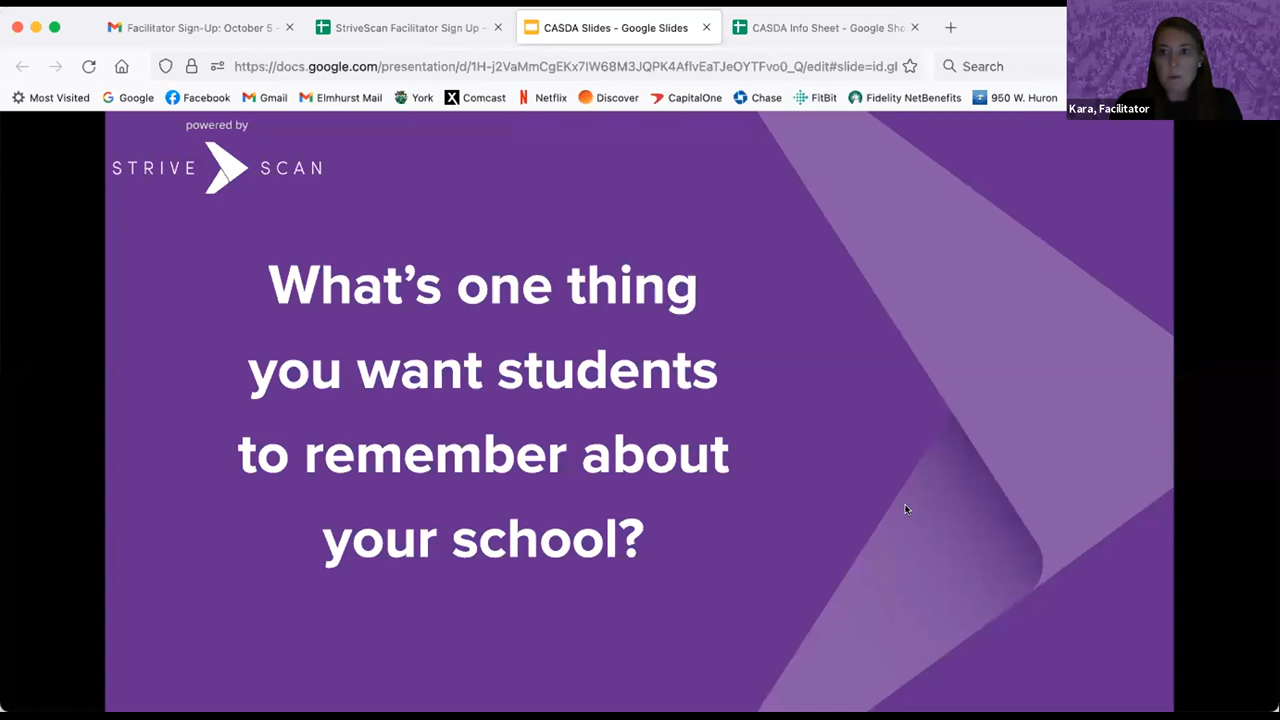 Facilitator Sign-Up: October 5 -
StriveScan Facilitator Sign Up -
CASDA Slides - Google Slides
CASDA Info Sheet - Google She
https://docs.google.com/presentation/d/1H-j2VaMmCgEKx7lW68M3JQPK4AflvEaTJeOYTFvo0_Q/edit#slide=id.gl
Search
Most Visited
Google
Facebook
Gmail
Elmhurst Mail
York
Comcast
Netflix
Discover
CapitalOne
Chase
FitBit
Fidelity NetBenefits
950 W. Huron
Kara, Facilitator
powered by
STRIVE SCAN
What's one thing
you want students
to remember about
your school?